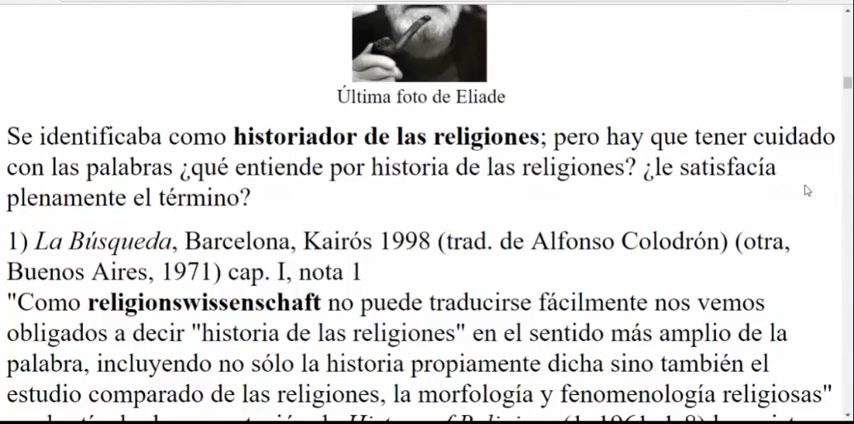 Última foto de Eliade
Se identificaba como historiador de las religiones; pero hay que tener cuidado
con las palabras ¿qué entiende por historia de las religiones? ¿le satisfacía
plenamente el término?
1) La Búsqueda, Barcelona, Kairós 1998 (trad. de Alfonso Colodrón) (otra,
Buenos Aires, 1971) cap. I, nota 1
"Como religionswissenschaft no puede traducirse fácilmente nos vemos
obligados a decir "historia de las religiones" en el sentido más amplio de la
palabra, incluyendo no sólo la historia propiamente dicha sino también el
estudio comparado de las religiones, la morfología y fenomenología religiosas"